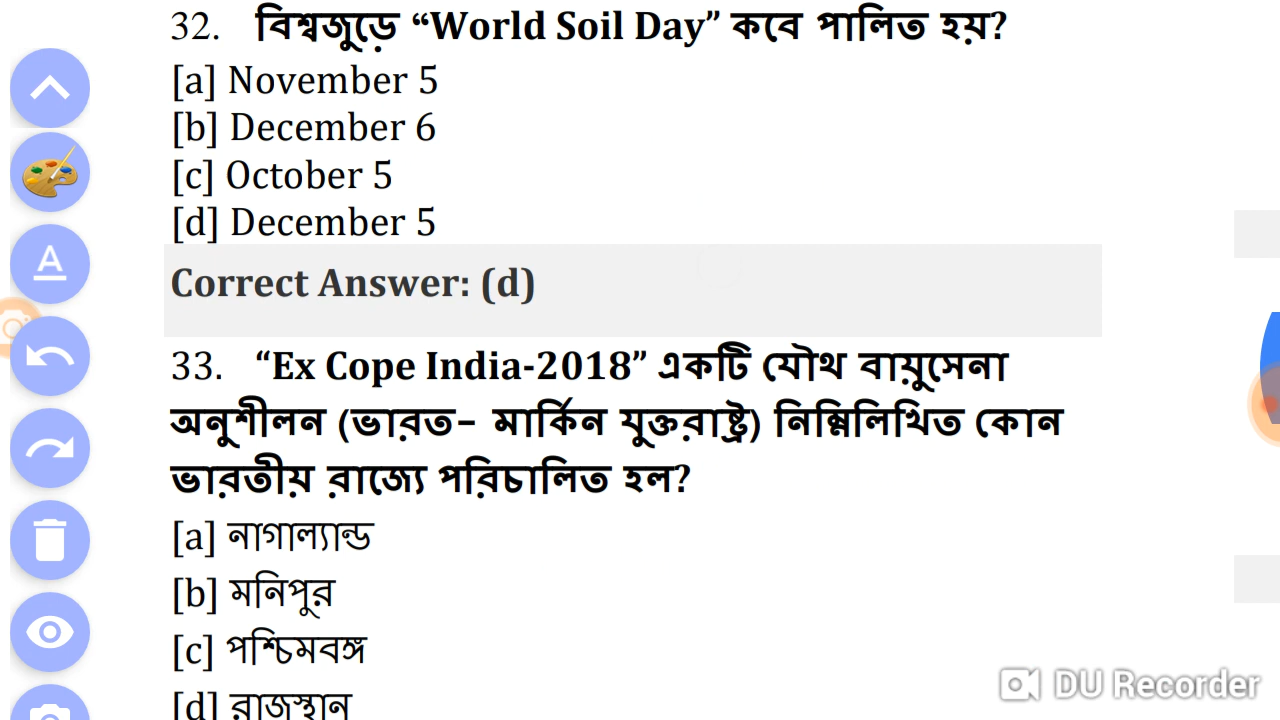 32. বিশ্বজুড়ে “World Soil Day” কবে পালিত হয়?
[a] November 5
[b] December 6
[c] October 5
[d] December 5
Correct Answer: (d)
33. “Ex Cope India-2018” একটি যৌথ বায়ুসেনা
অনুশীলন (ভারত- মার্কিন যুক্তরাষ্ট্র) নিম্নিলিখিত কোন
ভারতীয় রাজ্যে পরিচালিত হল?
[a] নাগাল্যান্ড
[b] মনিপুর
[c] পশ্চিমবঙ্গ
[d] রাজস্থান
DU Recorder